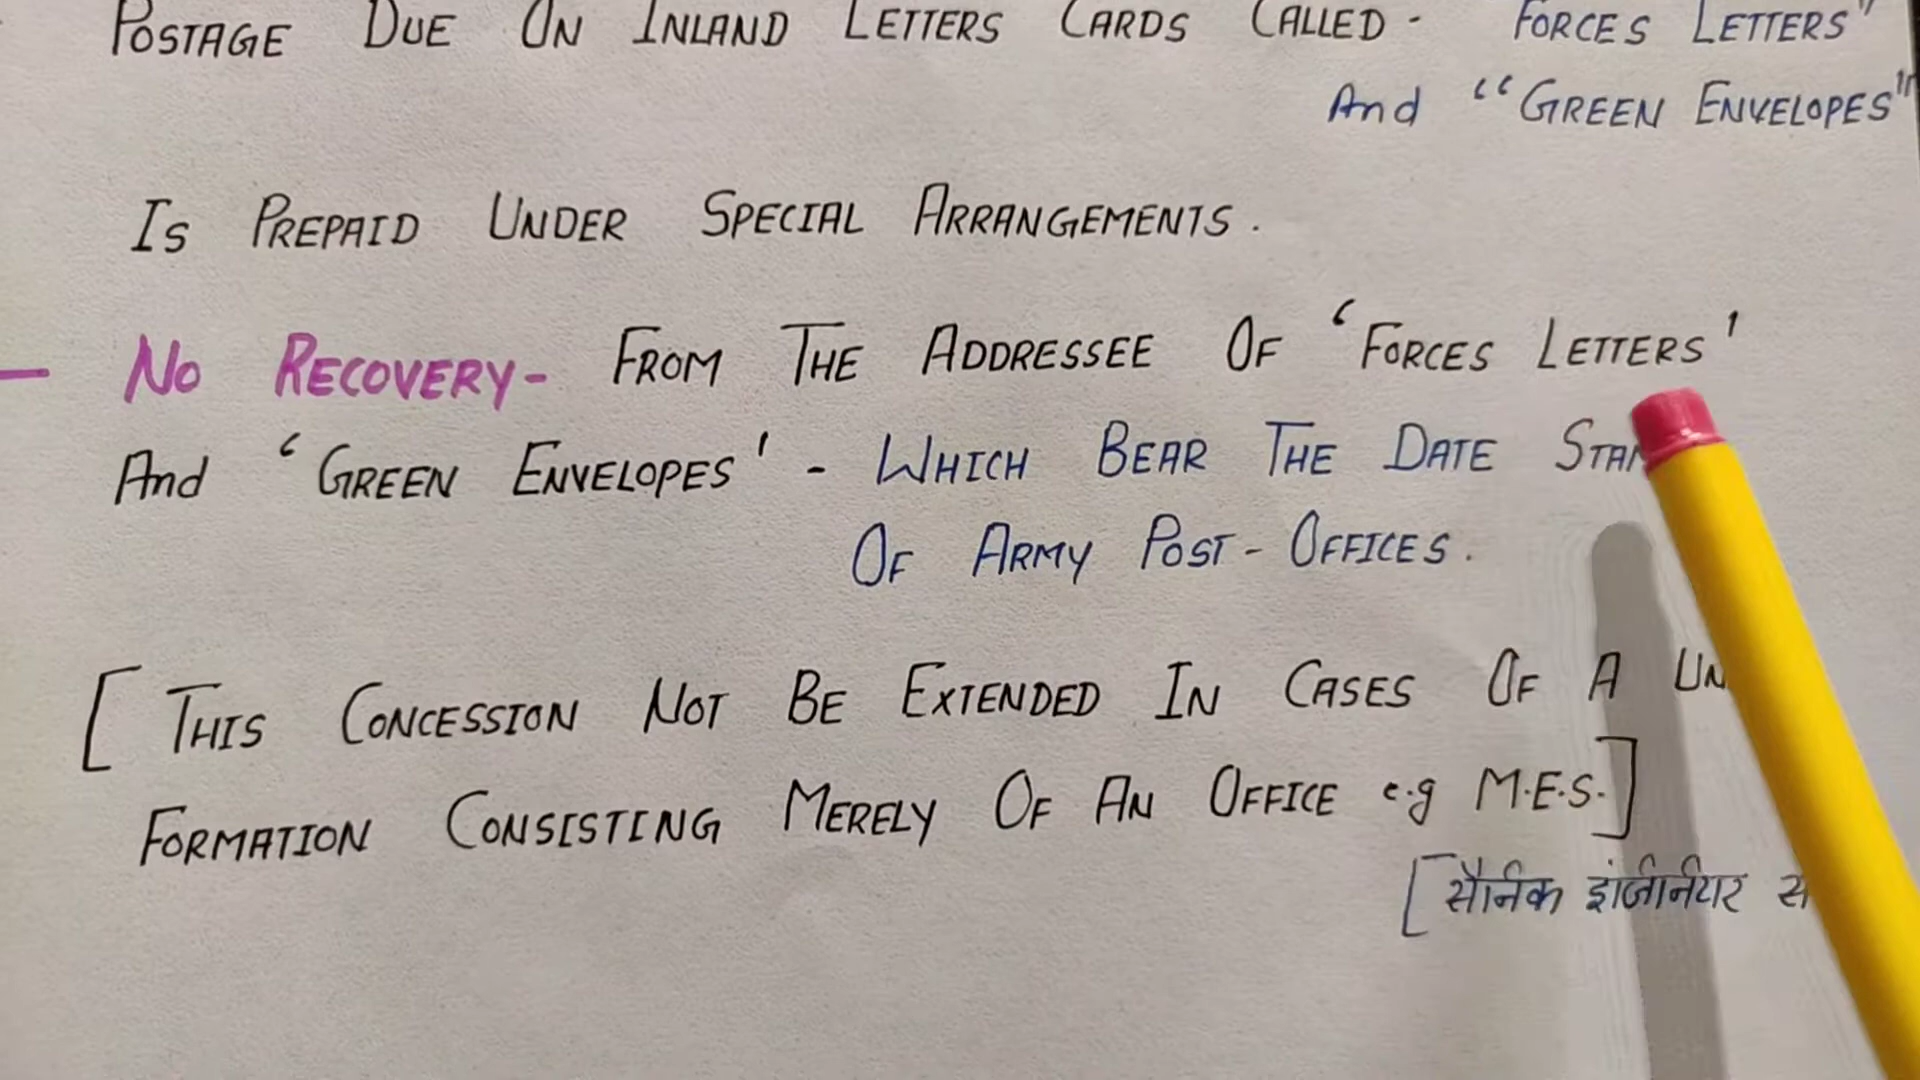 POSTAGE DUE ON INLAND LETTERS CARDS CALLED - FORCES LETTERS"
And "GREEN ENVELOPES"
IS PREPAID UNDER SPECIAL ARRANGEMENTS.
- No RECOVERY - FROM THE ADDRESSEE OF 'FORCES LETTERS'
And 'GREEN ENVELOPES' - WHICH BEAR THE DATE
OF ARMY POST-OFFICES.
[ THIS CONCESSION NOT BE EXTENDED IN CASES OF A
FORMATION CONSISTING MERELY OF AN OFFICE e.g M.E.S.]
[सैनिक इंजीनियर